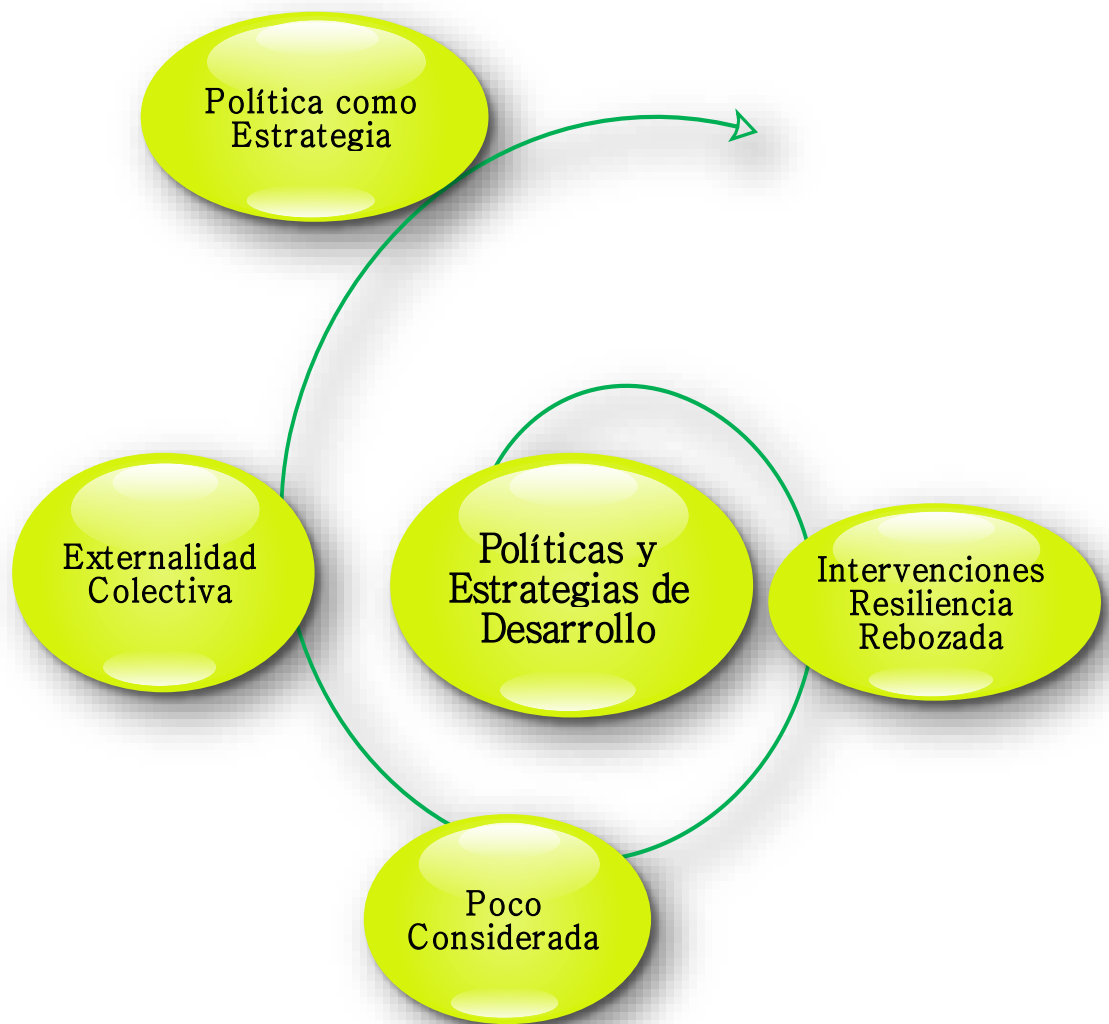 Política como
Estrategia
Externalidad
Colectiva
Políticas y
Estrategias de
Desarrollo
Intervenciones
Resiliencia
Rebozada
Poco
Considerada